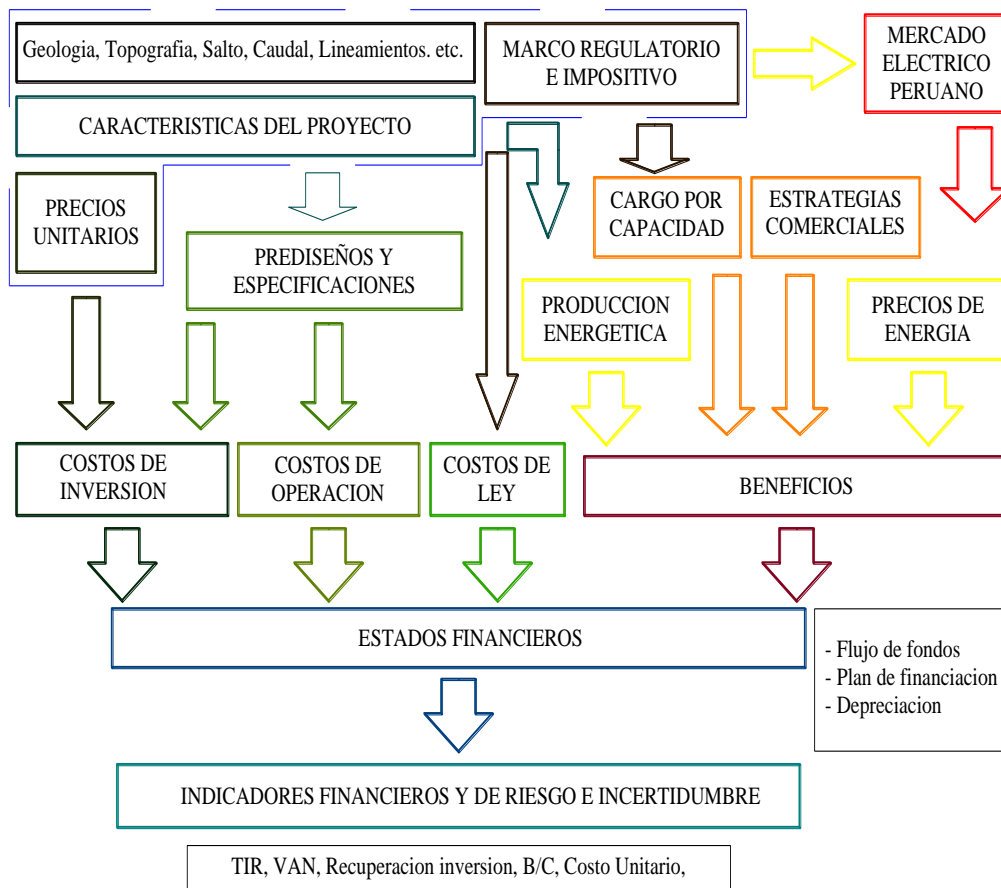 Geologia, Topografia, Salto, Caudal, Lineamientos. etc.
MARCO REGULATORIO
E IMPOSITIVO
MERCADO
ELECTRICO
PERUANO
CARACTERISTICAS DEL PROYECTO
PRECIOS
UNITARIOS
PREDISEÑOS Y
ESPECIFICACIONES
CARGO POR
CAPACIDAD
ESTRATEGIAS
COMERCIALES
PRODUCCION
ENERGETICA
PRECIOS DE
ENERGIA
COSTOS DE
INVERSION
COSTOS DE
OPERACION
COSTOS DE
LEY
BENEFICIOS
ESTADOS FINANCIEROS
- Flujo de fondos
- Plan de financiacion
- Depreciacion
INDICADORES FINANCIEROS Y DE RIESGO E INCERTIDUMBRE
TIR, VAN, Recuperacion inversion, B/C, Costo Unitario,